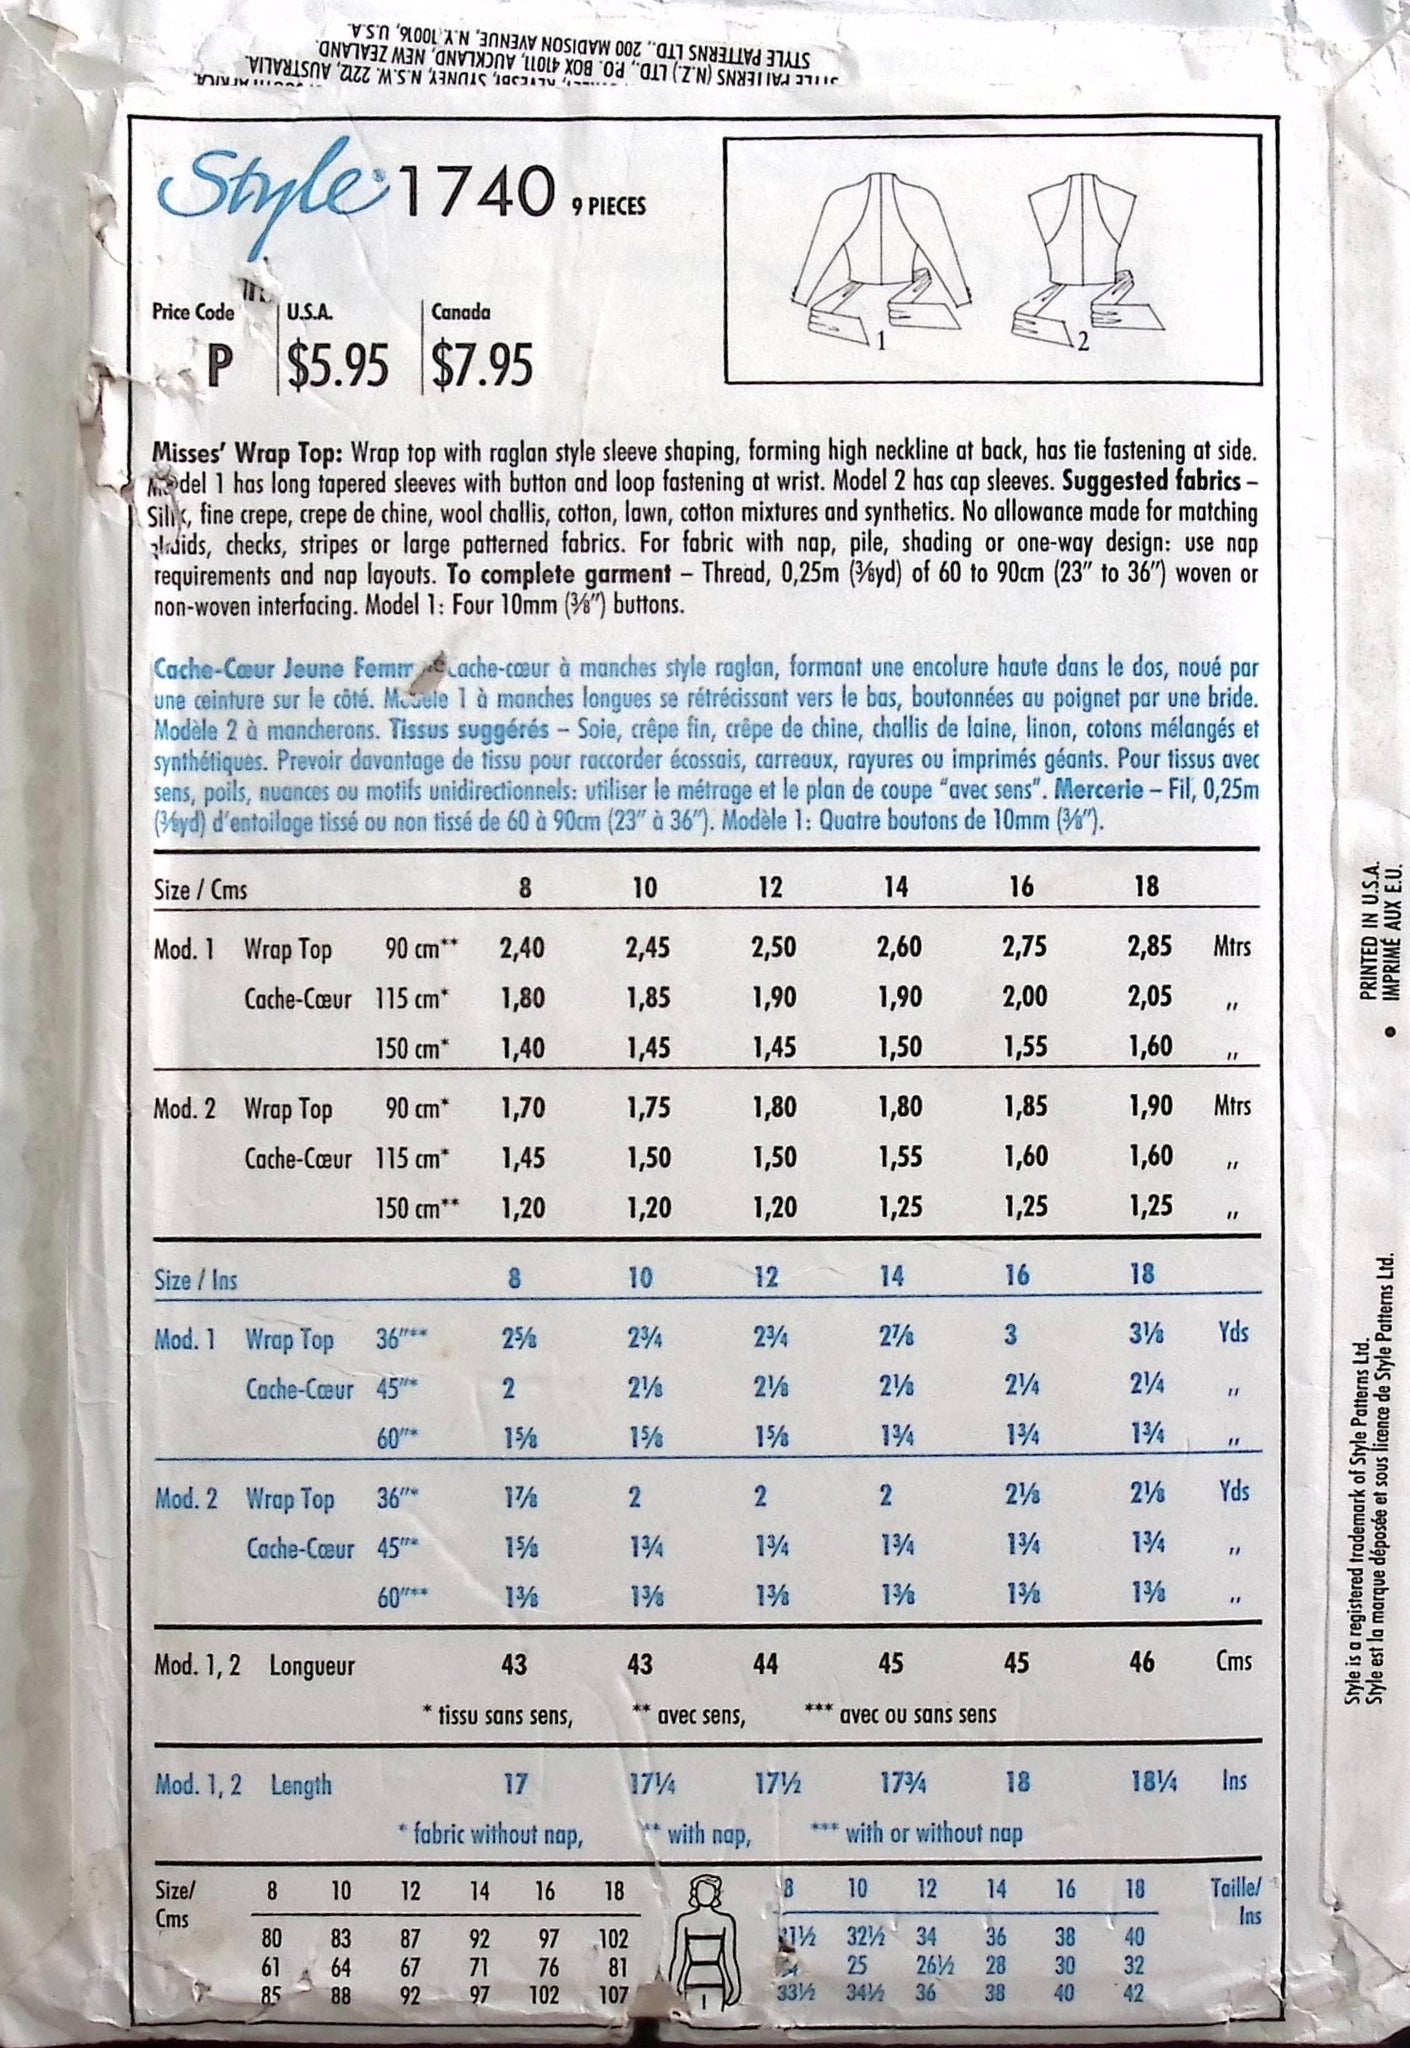 STYLE PATTERNS LTD., 200 MADISON AVENUE, N.Y. 10016, U.S.A.
STYLE PATTERNS (N.Z.) LTD., P.O. BOX 41011, AUCKLAND, NEW ZEALAND.
SYDNEY, N.S.W. 2212, AUSTRALIA.
Style® 1740 9 PIECES
Price Code U.S.A. Canada
P $5.95 $7.95
1 2
Misses' Wrap Top: Wrap top with raglan style sleeve shaping, forming high neckline at back, has tie fastening at side.
Model 1 has long tapered sleeves with button and loop fastening at wrist. Model 2 has cap sleeves. Suggested fabrics –
Silk, fine crepe, crepe de chine, wool challis, cotton, lawn, cotton mixtures and synthetics. No allowance made for matching
plaids, checks, stripes or large patterned fabrics. For fabric with nap, pile, shading or one-way design: use nap
requirements and nap layouts. To complete garment – Thread, 0,25m (⅜yd) of 60 to 90cm (23" to 36") woven or
non-woven interfacing. Model 1: Four 10mm (⅜") buttons.
Cache-Cœur Jeune Cache-cœur à manches style raglan, formant une encolure haute dans le dos, noué par
une ceinture sur le côté. Modèle 1 à manches longues se rétrécissant vers le bas, boutonnées au poignet par une bride.
Modèle 2 à mancherons. Tissus suggérés – Soie, crêpe fin, crêpe de chine, challis de laine, linon, cotons mélangés et
synthétiques. Prevoir davantage de tissu pour raccorder écossais, carreaux, rayures ou imprimés géants. Pour tissus avec
sens, poils, nuances ou motifs unidirectionnels: utiliser le métrage et le plan de coupe "avec sens". Mercerie – Fil, 0,25m
(⅜yd) d'entoilage tissé ou non tissé de 60 à 90cm (23" à 36"). Modèle 1: Quatre boutons de 10mm (⅜").
Size / Cms 8 10 12 14 16 18
Mod. 1 Wrap Top 90 cm** 2,40 2,45 2,50 2,60 2,75 2,85 Mtrs
Cache-Cœur 115 cm* 1,80 1,85 1,90 1,90 2,00 2,05 ,,
150 cm* 1,40 1,45 1,45 1,50 1,55 1,60 ,,
Mod. 2 Wrap Top 90 cm* 1,70 1,75 1,80 1,80 1,85 1,90 Mtrs
Cache-Cœur 115 cm* 1,45 1,50 1,50 1,55 1,60 1,60 ,,
150 cm** 1,20 1,20 1,20 1,25 1,25 1,25 ,,
Size / Ins 8 10 12 14 16 18
Mod. 1 Wrap Top 36"** 2⅝ 2¾ 2¾ 2⅞ 3 3⅛ Yds
Cache-Cœur 45"* 2 2⅛ 2⅛ 2⅛ 2¼ 2¼ ,,
60"* 1⅝ 1⅝ 1⅝ 1¾ 1¾ 1¾ ,,
Mod. 2 Wrap Top 36"* 1⅞ 2 2 2 2⅛ 2⅛ Yds
Cache-Cœur 45"* 1⅝ 1¾ 1¾ 1¾ 1¾ 1¾ ,,
60"** 1⅜ 1⅜ 1⅜ 1⅜ 1⅜ 1⅜ ,,
Mod. 1, 2 Longueur 43 43 44 45 45 46 Cms
* tissu sans sens, ** avec sens, *** avec ou sans sens
Mod. 1, 2 Length 17 17¼ 17½ 17¾ 18 18¼ Ins
* fabric without nap, ** with nap, *** with or without nap
Size/ 8 10 12 14 16 18
Cms
80 83 87 92 97 102
61 64 67 71 76 81
85 88 92 97 102 107
8 10 12 14 16 18 Taille/
Ins
32½ 34 36 38 40
25 26½ 28 30 32
33½ 34½ 36 38 40 42
PRINTED IN U.S.A.
• IMPRIMÉ AUX E.U.
Style is a registered trademark of Style Patterns Ltd.
Style est la marque déposée et sous licence de Style Patterns Ltd.